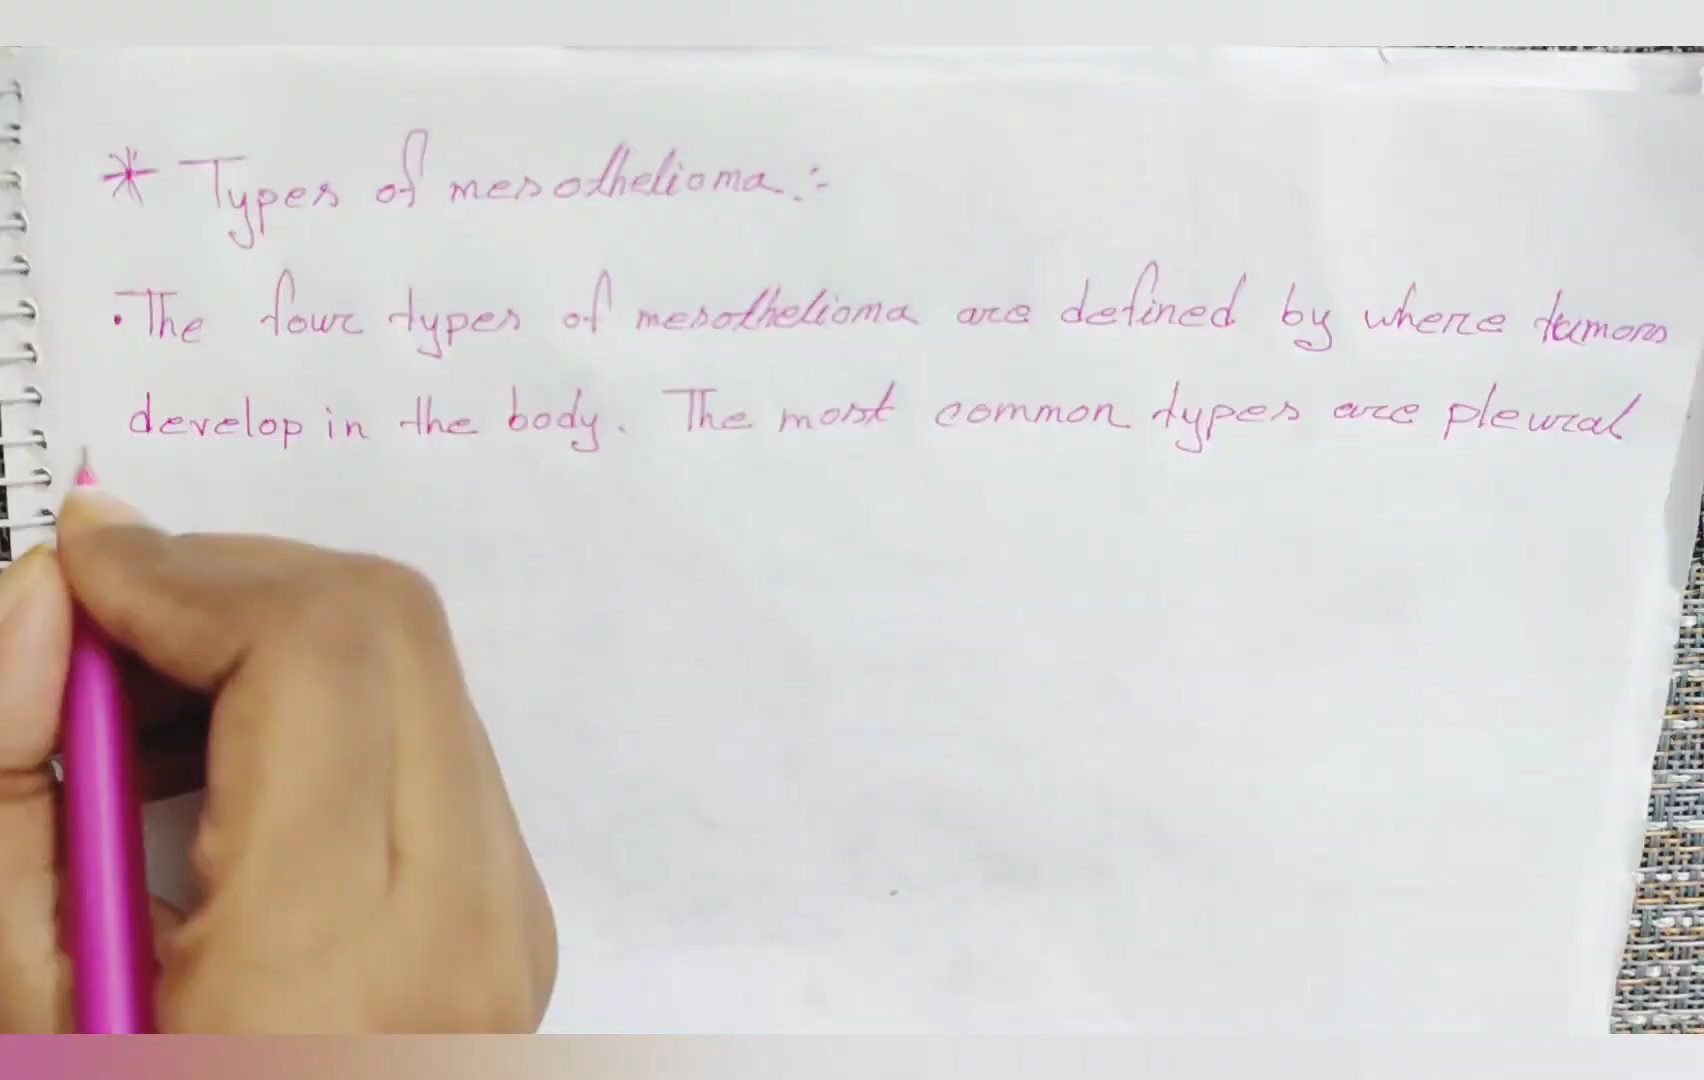 * Types of mesothelioma :-
• The four types of mesothelioma are defined by where tumors
develop in the body. The most common types are pleural